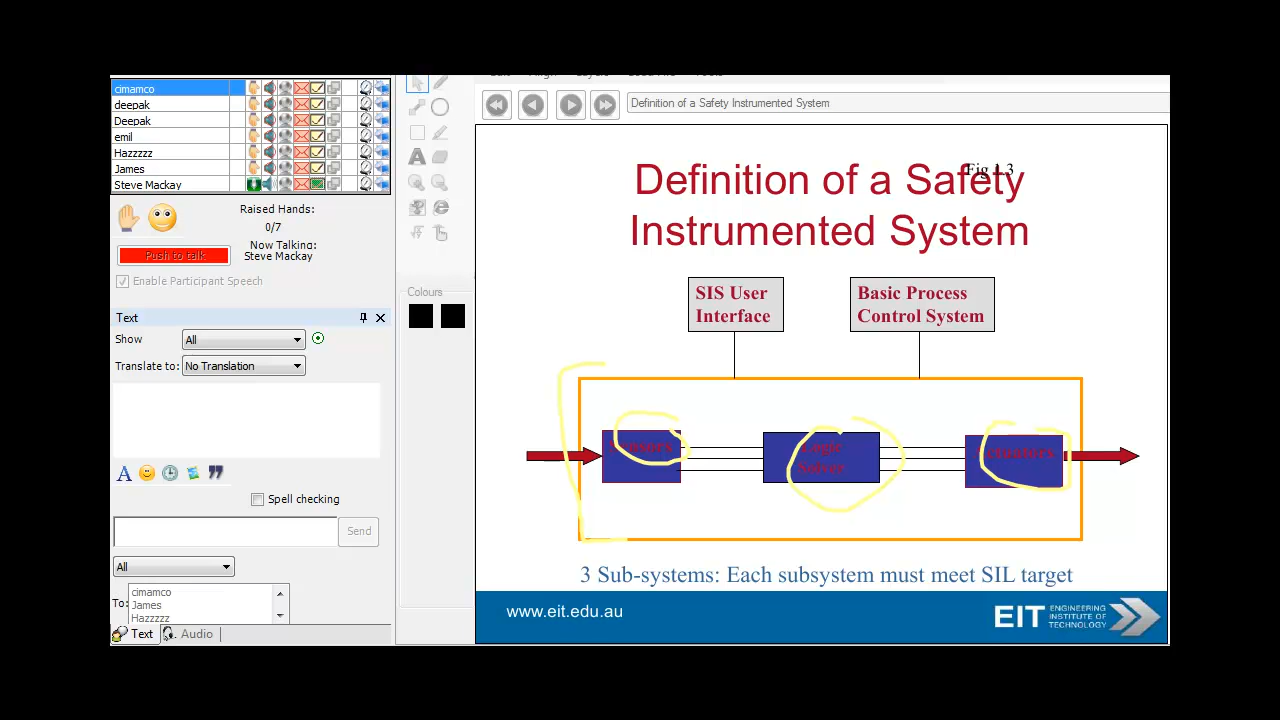 cimamco
deepak
Deepak
emil
Hazzzzz
James
Steve Mackay
Raised Hands:
0/7
Now Talking:
Steve Mackay
Push to talk
Enable Participant Speech
Text
Show
All
Translate to:
No Translation
Spell checking
Send
All
To:
cimamco
James
Hazzzzz
Text
Audio
Colours
Definition of a Safety Instrumented System
Fig 1.3
Definition of a Safety
Instrumented System
SIS User
Interface
Basic Process
Control System
Sensors
Logic
Solver
Actuators
3 Sub-systems: Each subsystem must meet SIL target
www.eit.edu.au
EIT
ENGINEERING
INSTITUTE OF
TECHNOLOGY